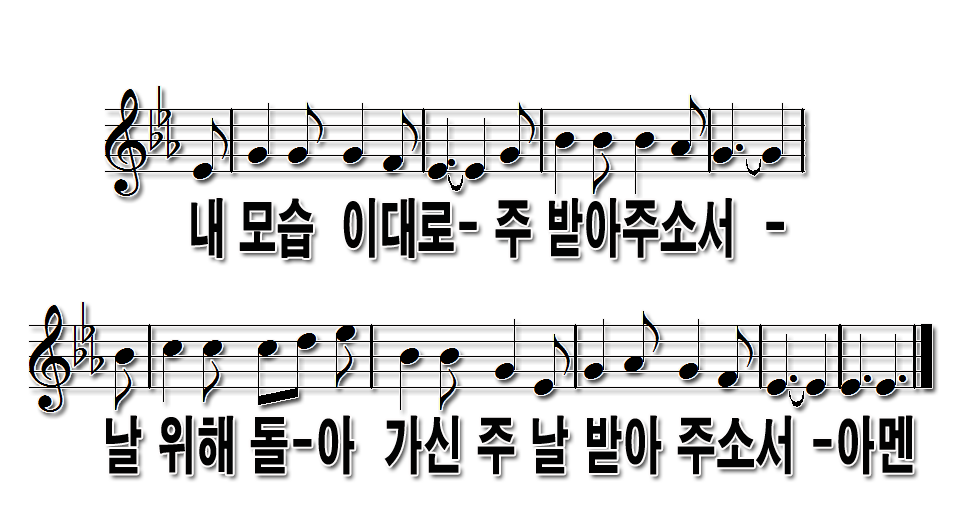 내 모습 이대로- 주 받아주소서 -
날 위해 돌-아 가신 주 날 받아 주소서 -아멘